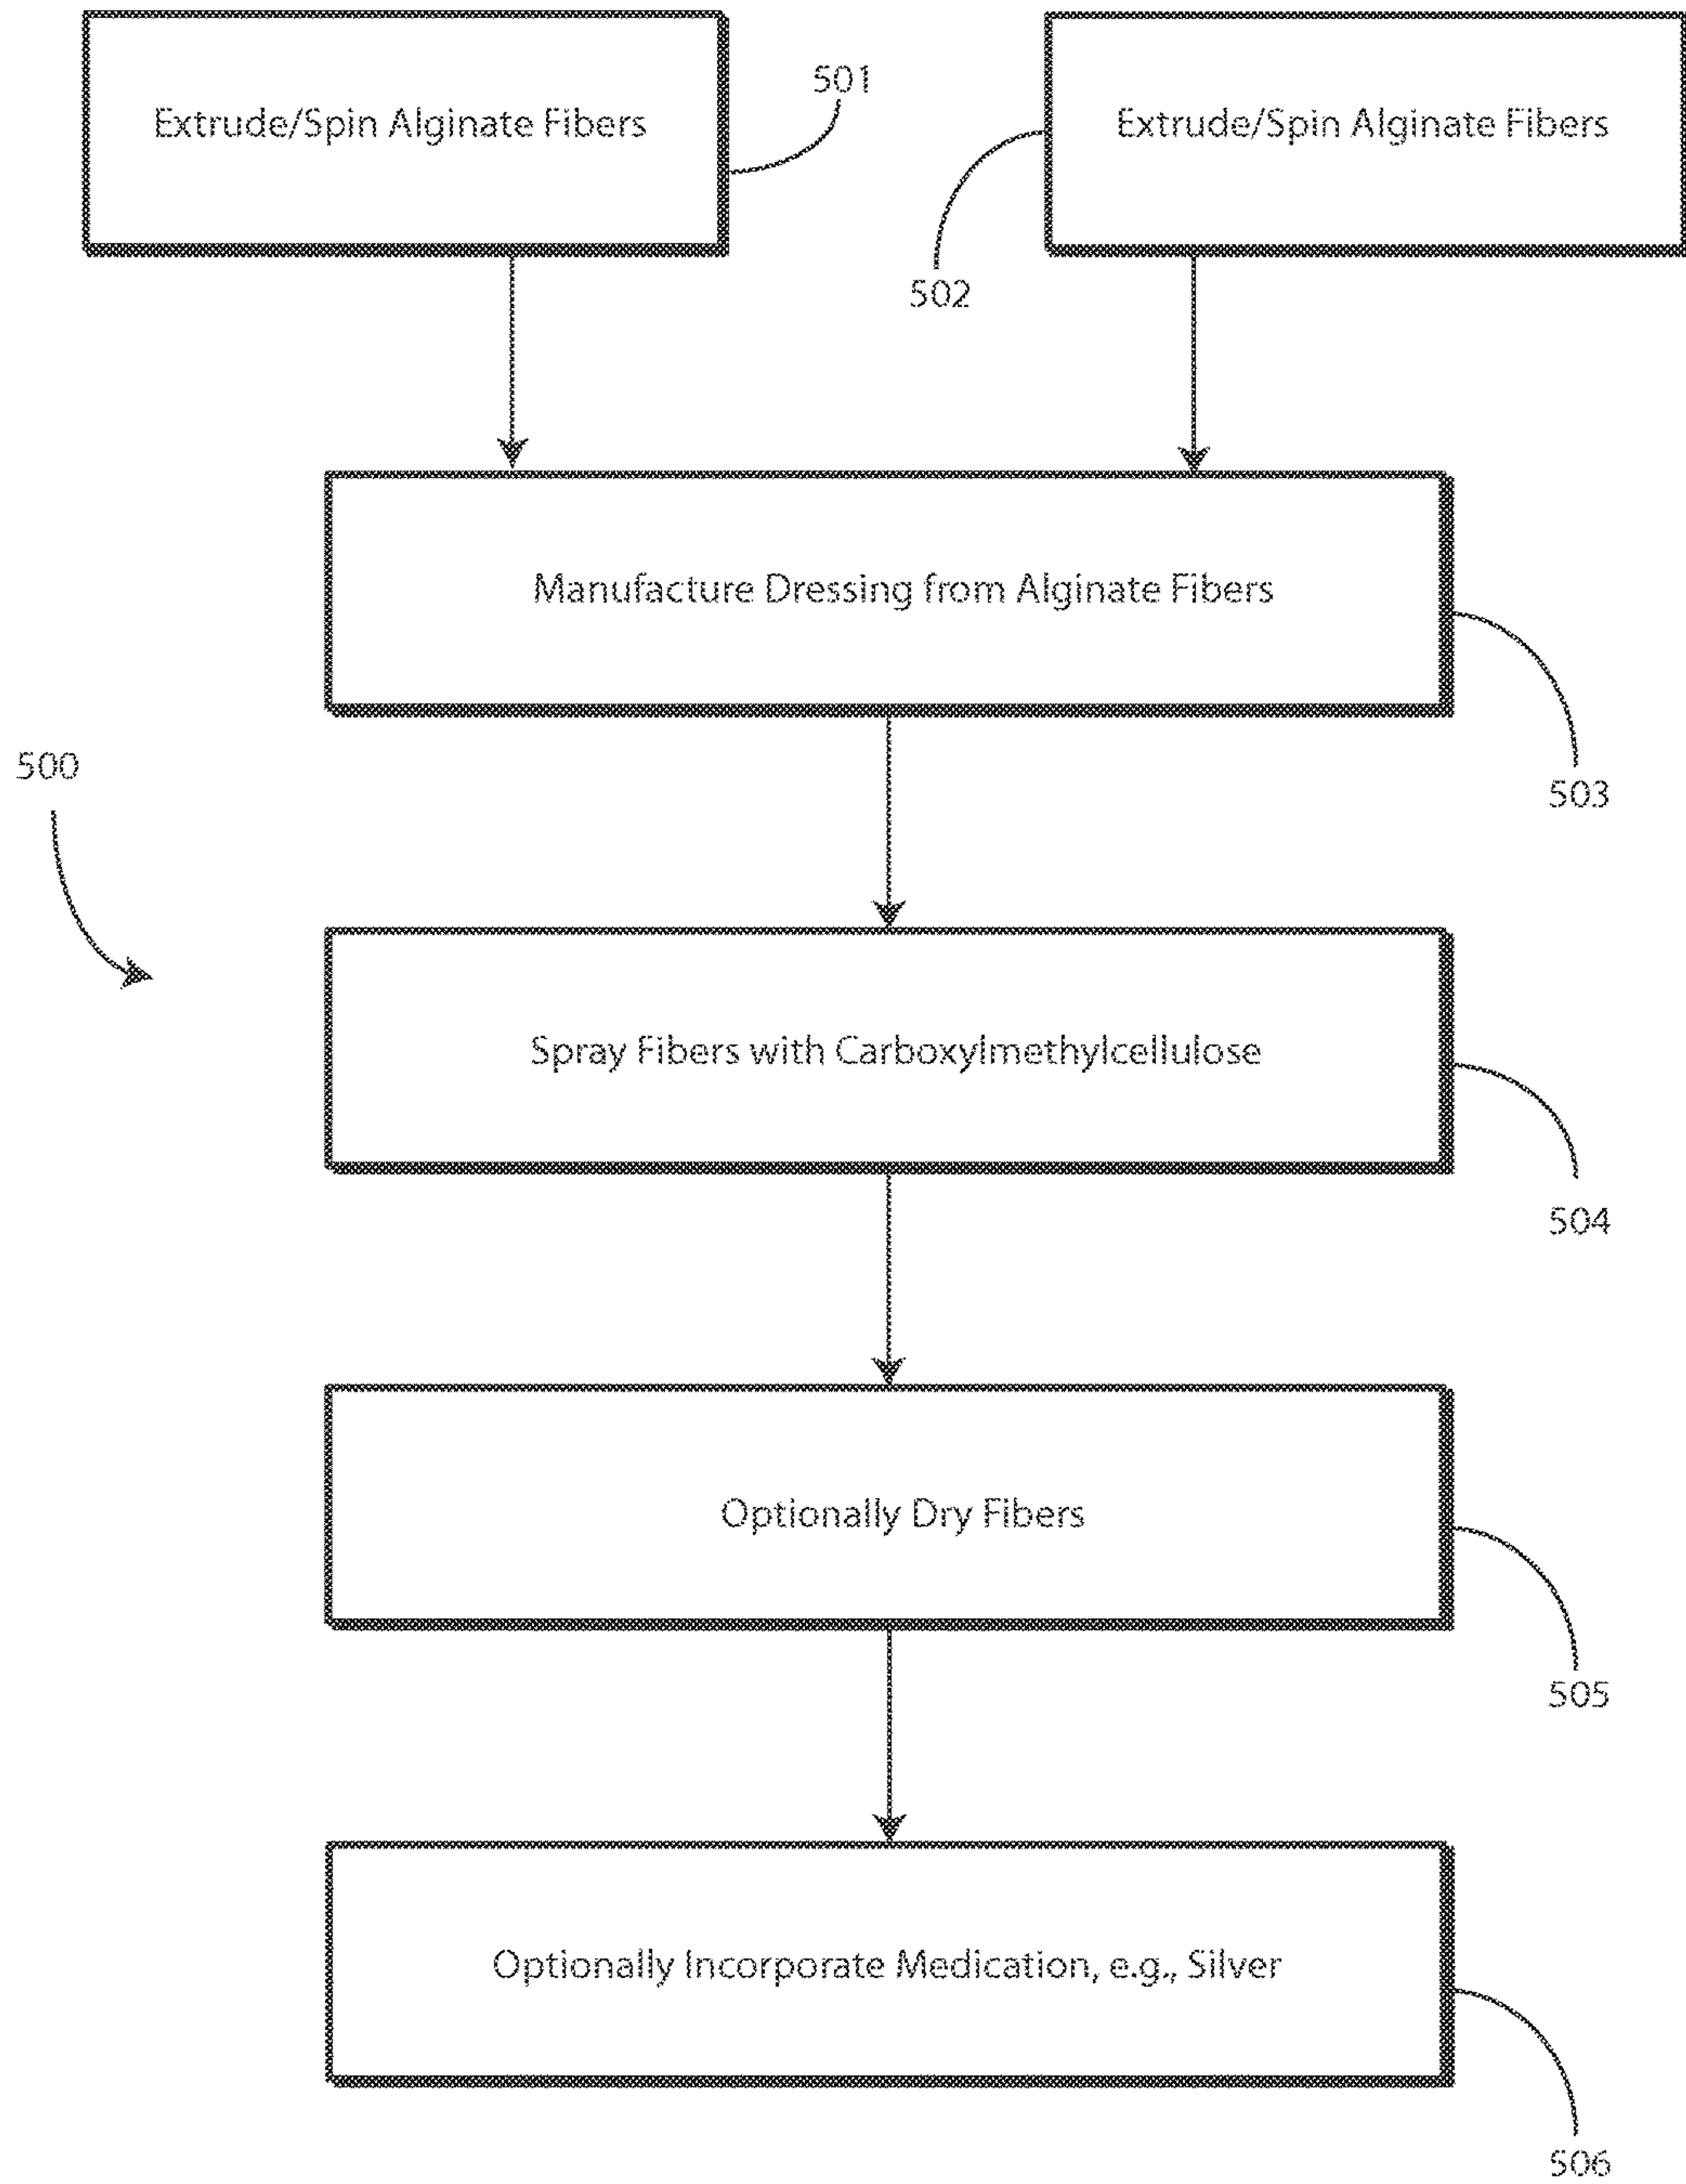 Extrude/Spin Alginate Fibers
501
Extrude/Spin Alginate Fibers
502
Manufacture Dressing from Alginate Fibers
503
500
Spray Fibers with Carboxylmethylcellulose
504
Optionally Dry Fibers
505
Optionally Incorporate Medication, e.g., Silver
506